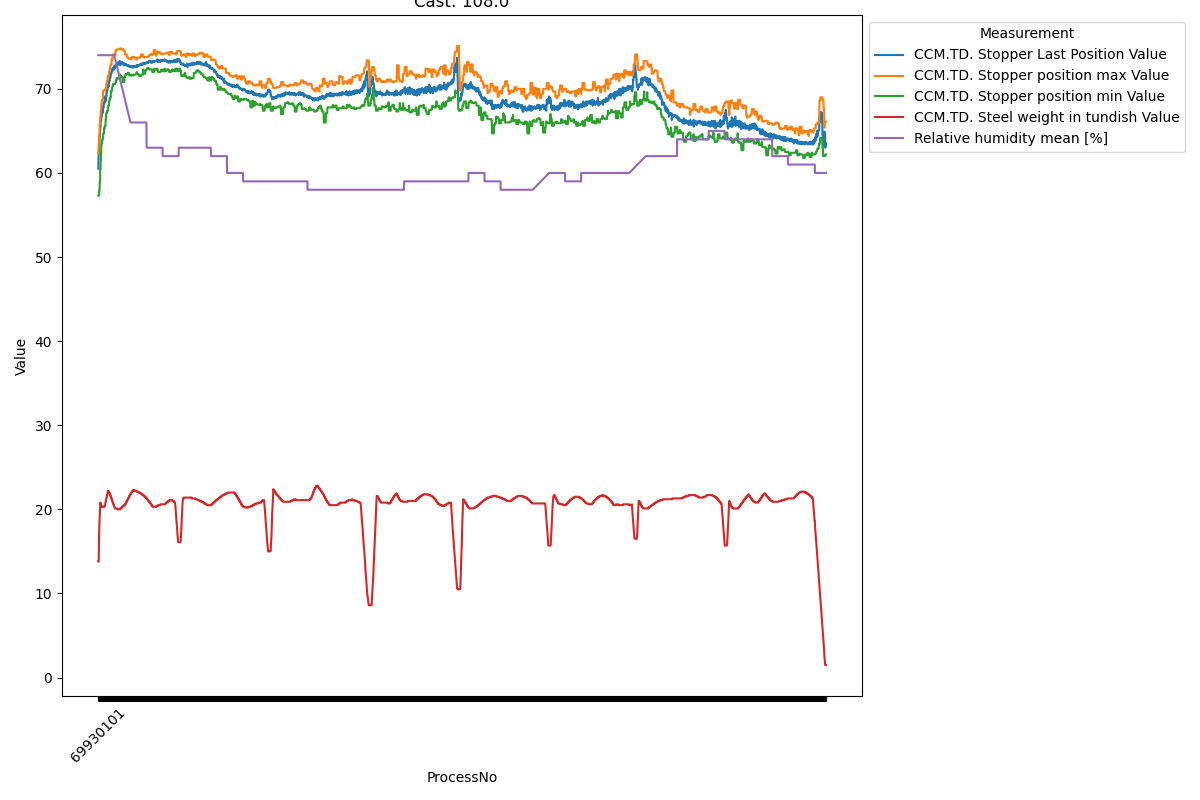 Cast: 108.0
Measurement
CCM.TD. Stopper Last Position Value
CCM.TD. Stopper position max Value
CCM.TD. Stopper position min Value
CCM.TD. Steel weight in tundish Value
Relative humidity mean [%]
70
60
50
40
30
20
10
0
Value
69930101
ProcessNo